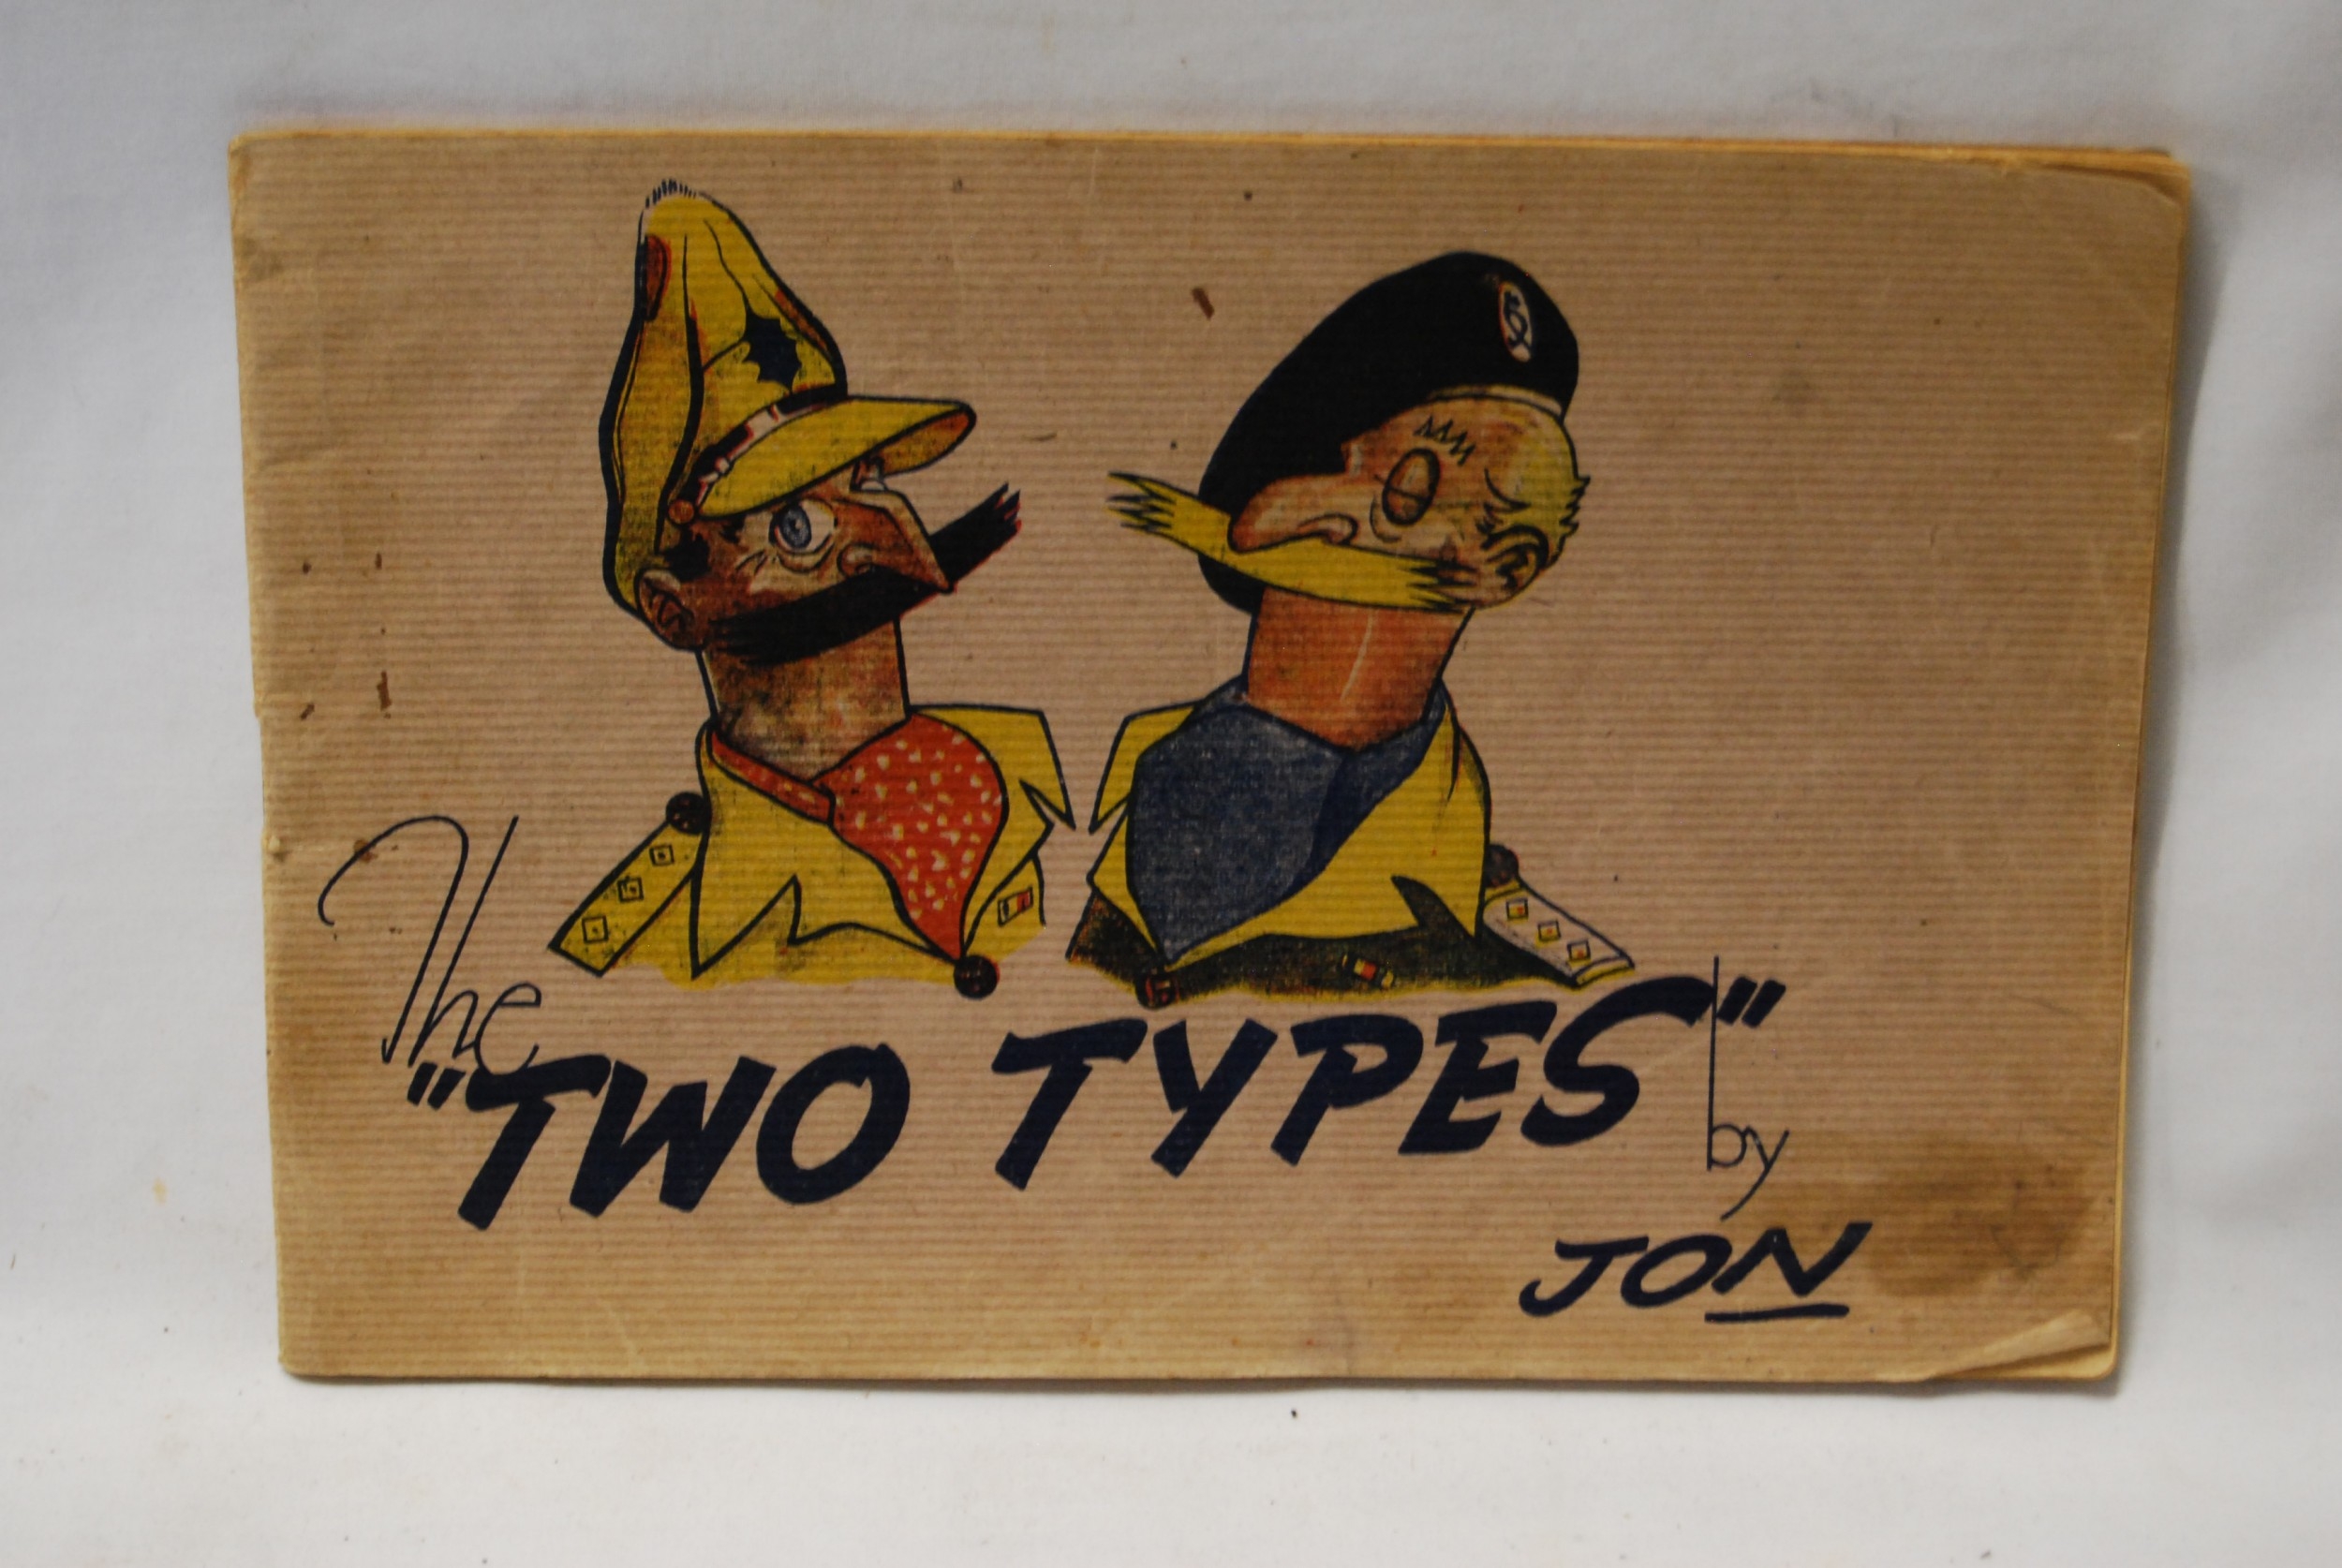 The
"TWO TYPES"
by
JON